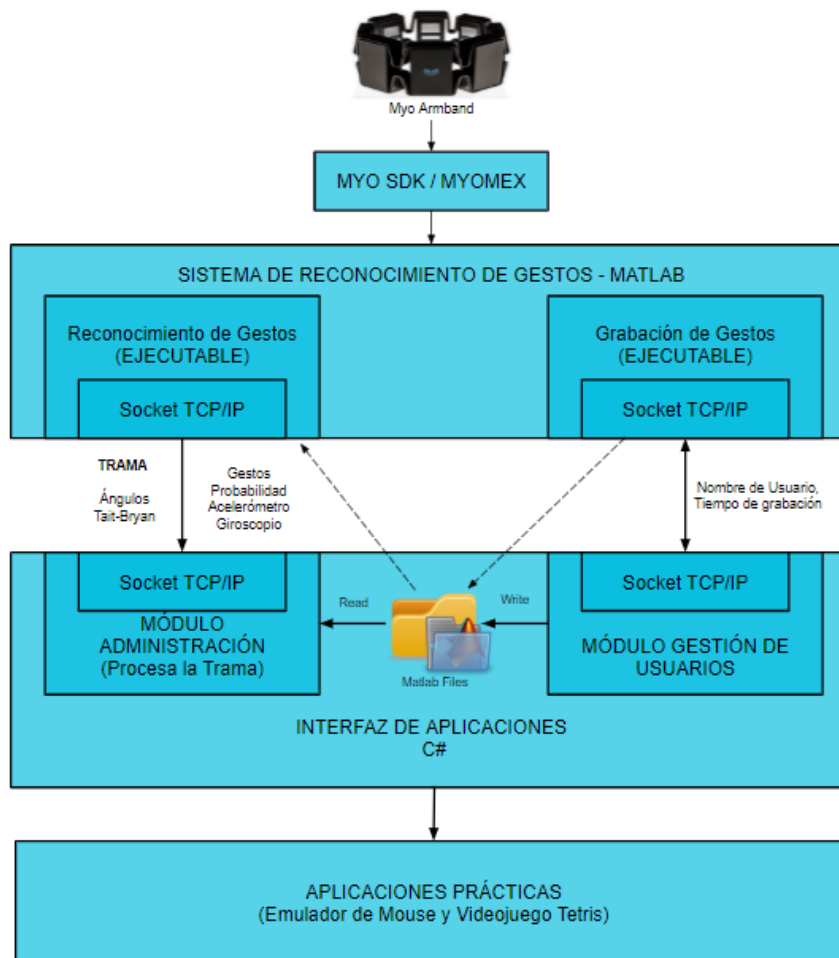 Myo Armband
MYO SDK / MYOMEX
SISTEMA DE RECONOCIMIENTO DE GESTOS - MATLAB
Reconocimiento de Gestos
(EJECUTABLE)
Socket TCP/IP
Grabación de Gestos
(EJECUTABLE)
Socket TCP/IP
TRAMA
Ángulos
Tait-Bryan
Gestos
Probabilidad
Acelerómetro
Giroscopio
Nombre de Usuario,
Tiempo de grabación
Socket TCP/IP
MÓDULO
ADMINISTRACIÓN
(Procesa la Trama)
Read
Write
Matlab Files
Socket TCP/IP
MÓDULO GESTIÓN DE
USUARIOS
INTERFAZ DE APLICACIONES
C#
APLICACIONES PRÁCTICAS
(Emulador de Mouse y Videojuego Tetris)